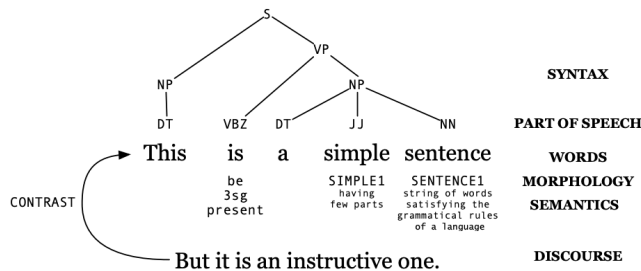 S
VP
NP NP SYNTAX
DT VBZ DT JJ NN PART OF SPEECH
This is a simple sentence WORDS
be SIMPLE1 SENTENCE1 MORPHOLOGY
3sg having string of words
present few parts satisfying the SEMANTICS
grammatical rules
of a language
CONTRAST
But it is an instructive one. DISCOURSE